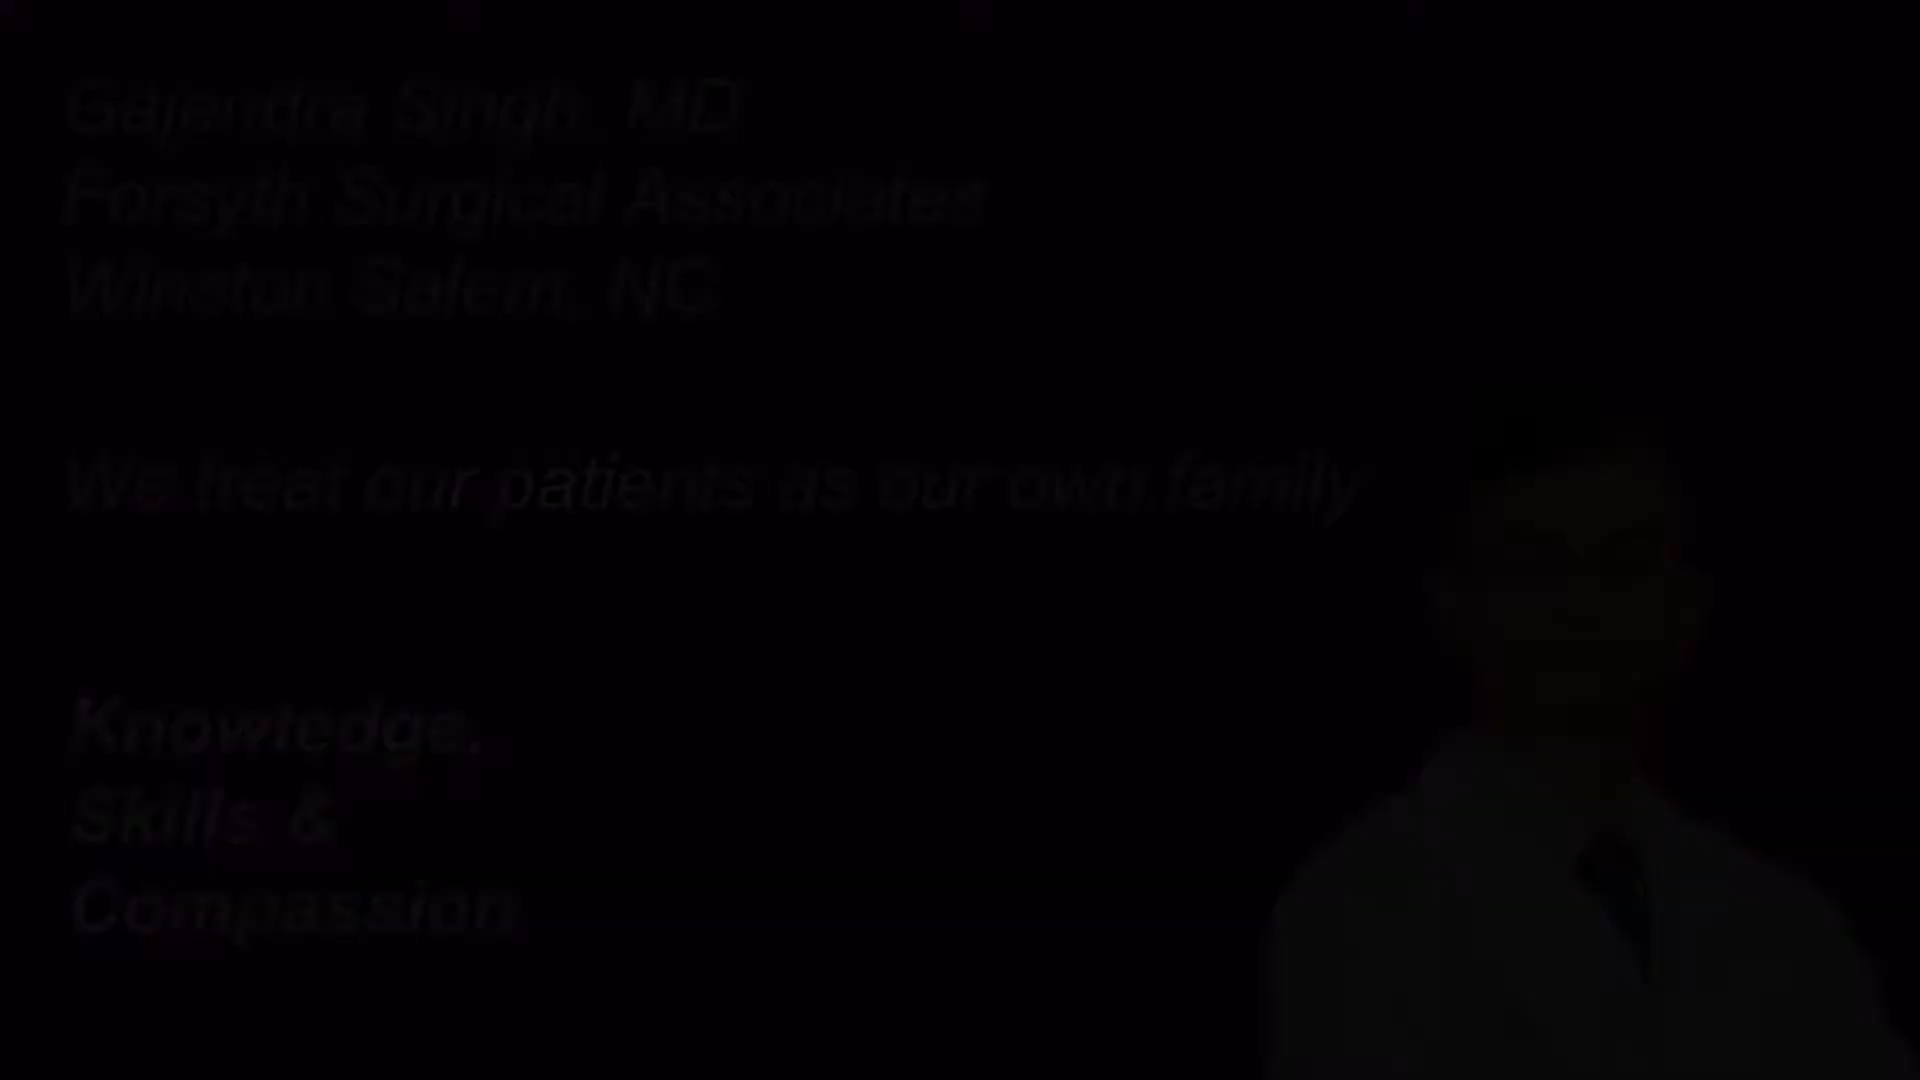 Gajendra Singh, MD
Forsyth Surgical Associates
Winston Salem, NC
We treat our patients as our own family
Knowledge,
Skills &
Compassion